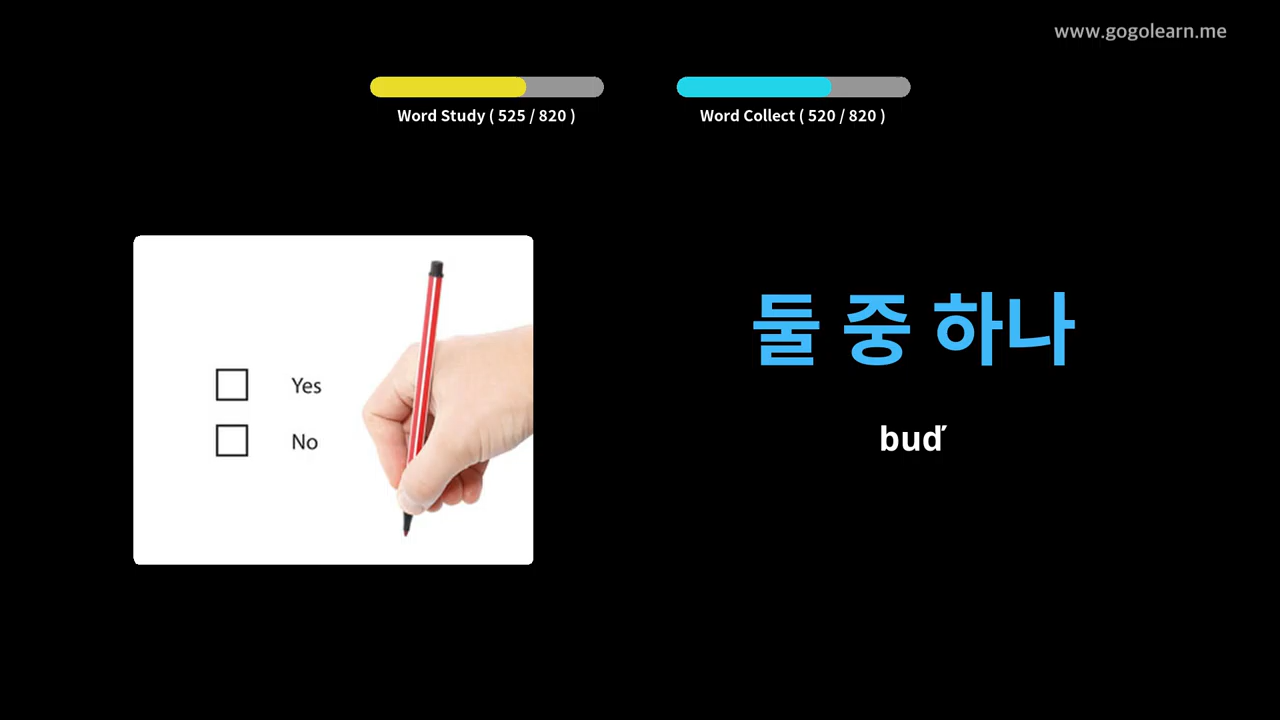 www.gogolearn.me
Word Study ( 525 / 820 )
Word Collect ( 520 / 820 )
Yes
No
둘 중 하나
buď